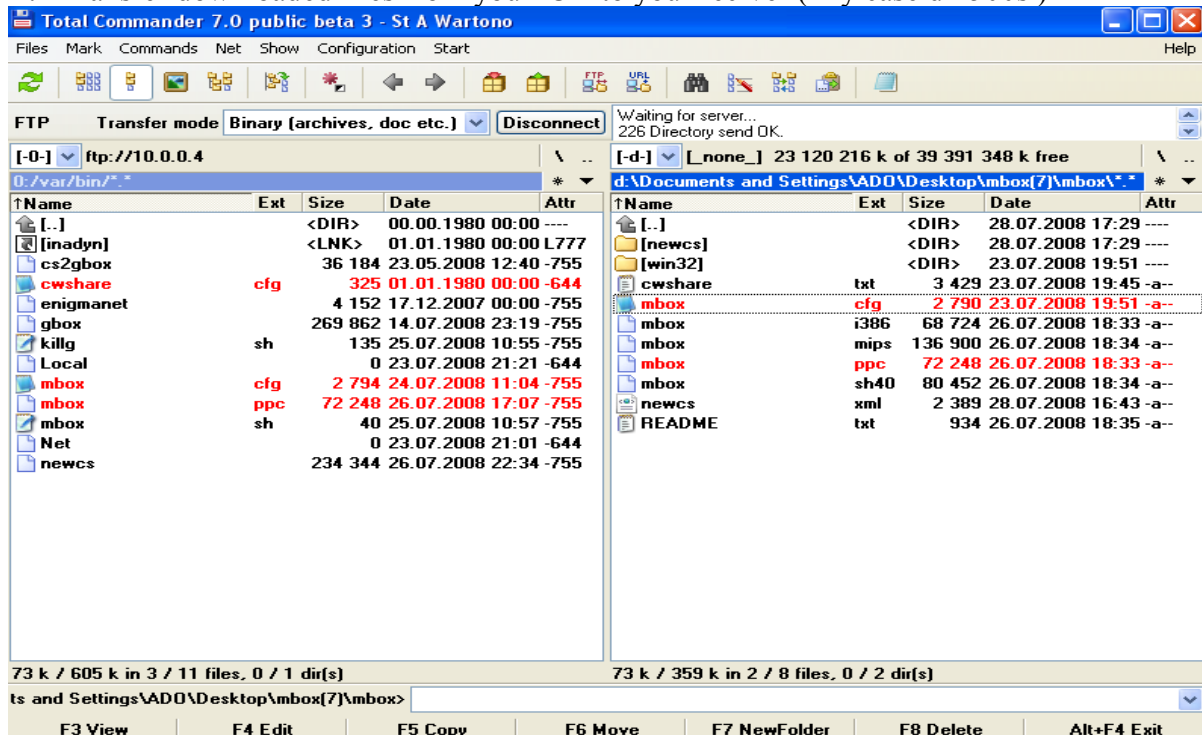 Total Commander 7.0 public beta 3 - St A Wartono
Files Mark Commands Net Show Configuration Start Help
FTP
URL
FTP Transfer mode Binary (archives, doc etc.) Disconnect
Waiting for server...
226 Directory send OK.
[-0-] ftp://10.0.0.4 \ ..
0:/var/bin/*.* * ▼
↑Name Ext Size Date Attr
[..] <DIR> 00.00.1980 00:00 ----
[inadyn] <LNK> 01.01.1980 00:00 L777
cs2gbox 36 184 23.05.2008 12:40 -755
cwshare cfg 325 01.01.1980 00:00 -644
enigmanet 4 152 17.12.2007 00:00 -755
gbox 269 862 14.07.2008 23:19 -755
killg sh 135 25.07.2008 10:55 -755
Local 0 23.07.2008 21:21 -644
mbox cfg 2 794 24.07.2008 11:04 -755
mbox ppc 72 248 26.07.2008 17:07 -755
mbox sh 40 25.07.2008 10:57 -755
Net 0 23.07.2008 21:01 -644
newcs 234 344 26.07.2008 22:34 -755
73 k / 605 k in 3 / 11 files, 0 / 1 dir(s)
[-d-] [_none_] 23 120 216 k of 39 391 348 k free \ ..
d:\Documents and Settings\ADO\Desktop\mbox(7)\mbox\*.* * ▼
↑Name Ext Size Date Attr
[..] <DIR> 28.07.2008 17:29 ----
[newcs] <DIR> 28.07.2008 17:29 ----
[win32] <DIR> 23.07.2008 19:51 ----
cwshare txt 3 429 23.07.2008 19:45 -a--
mbox cfg 2 790 23.07.2008 19:51 -a--
mbox i386 68 724 26.07.2008 18:33 -a--
mbox mips 136 900 26.07.2008 18:34 -a--
mbox ppc 72 248 26.07.2008 18:33 -a--
mbox sh40 80 452 26.07.2008 18:34 -a--
newcs xml 2 389 28.07.2008 16:43 -a--
README txt 934 26.07.2008 18:35 -a--
73 k / 359 k in 2 / 8 files, 0 / 2 dir(s)
ts and Settings\ADO\Desktop\mbox(7)\mbox>
F3 View F4 Edit F5 Copy F6 Move F7 NewFolder F8 Delete Alt+F4 Exit